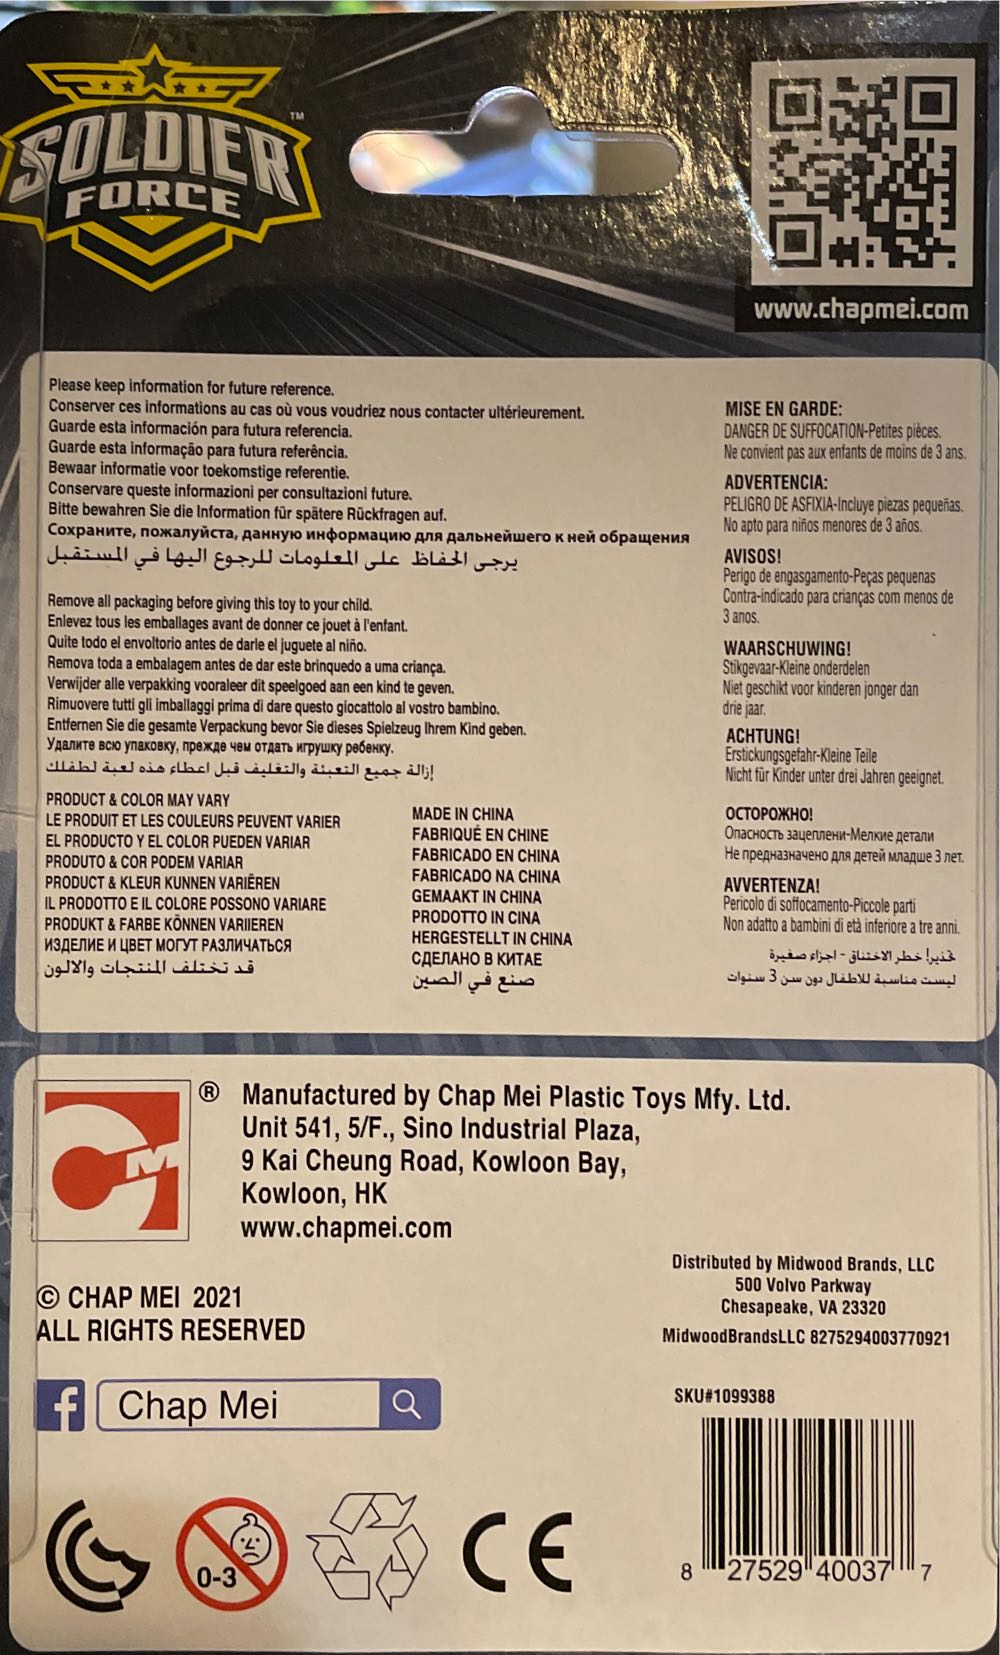 SOLDIER
FORCE
™
www.chapmei.com
Please keep information for future reference.
Conserver ces informations au cas où vous voudriez nous contacter ultérieurement.
Guarde esta información para futura referencia.
Guarde esta informação para futura referência.
Bewaar informatie voor toekomstige referentie.
Conservare queste informazioni per consultazioni future.
Bitte bewahren Sie die Information für spätere Rückfragen auf.
Сохраните, пожалуйста, данную информацию для дальнейшего к ней обращения
يرجى الحفاظ على المعلومات للرجوع اليها في المستقبل
Remove all packaging before giving this toy to your child.
Enlevez tous les emballages avant de donner ce jouet à l'enfant.
Quite todo el envoltorio antes de darle el juguete al niño.
Remova toda a embalagem antes de dar este brinquedo a uma criança.
Verwijder alle verpakking vooraleer dit speelgoed aan een kind te geven.
Rimuovere tutti gli imballaggi prima di dare questo giocattolo al vostro bambino.
Entfernen Sie die gesamte Verpackung bevor Sie dieses Spielzeug Ihrem Kind geben.
Удалите всю упаковку, прежде чем отдать игрушку ребенку.
إزالة جميع التعبئة والتغليف قبل اعطاء هذه لعبة لطفلك!
PRODUCT & COLOR MAY VARY
LE PRODUIT ET LES COULEURS PEUVENT VARIER
EL PRODUCTO Y EL COLOR PUEDEN VARIAR
PRODUTO & COR PODEM VARIAR
PRODUCT & KLEUR KUNNEN VARIËREN
IL PRODOTTO E IL COLORE POSSONO VARIARE
PRODUKT & FARBE KÖNNEN VARIIEREN
ИЗДЕЛИЕ И ЦВЕТ МОГУТ РАЗЛИЧАТЬСЯ
قد تختلف المنتجات والالون
MADE IN CHINA
FABRIQUÉ EN CHINE
FABRICADO EN CHINA
FABRICADO NA CHINA
GEMAAKT IN CHINA
PRODOTTO IN CINA
HERGESTELLT IN CHINA
СДЕЛАНО В КИТАЕ
صنع في الصين
MISE EN GARDE:
DANGER DE SUFFOCATION-Petites pièces.
Ne convient pas aux enfants de moins de 3 ans.
ADVERTENCIA:
PELIGRO DE ASFIXIA-Incluye piezas pequeñas.
No apto para niños menores de 3 años.
AVISOS!
Perigo de engasgamento-Peças pequenas
Contra-indicado para crianças com menos de
3 anos.
WAARSCHUWING!
Stikgevaar-Kleine onderdelen
Niet geschikt voor kinderen jonger dan
drie jaar.
ACHTUNG!
Erstickungsgefahr-Kleine Teile
Nicht für Kinder unter drei Jahren geeignet.
ОСТОРОЖНО!
Опасность зацеплени-Мелкие детали
Не предназначено для детей младше 3 лет.
AVVERTENZA!
Pericolo di soffocamento-Piccole parti
Non adatto a bambini di età inferiore a tre anni.
تحذير! خطر الاختناق - اجزاء صغيرة
ليست مناسبة للاطفال دون سن 3 سنوات
CM
®
Manufactured by Chap Mei Plastic Toys Mfy. Ltd.
Unit 541, 5/F., Sino Industrial Plaza,
9 Kai Cheung Road, Kowloon Bay,
Kowloon, HK
www.chapmei.com
© CHAP MEI 2021
ALL RIGHTS RESERVED
f Chap Mei
Distributed by Midwood Brands, LLC
500 Volvo Parkway
Chesapeake, VA 23320
MidwoodBrandsLLC 8275294003770921
SKU#1099388
0-3
CE
8 27529 40037 7